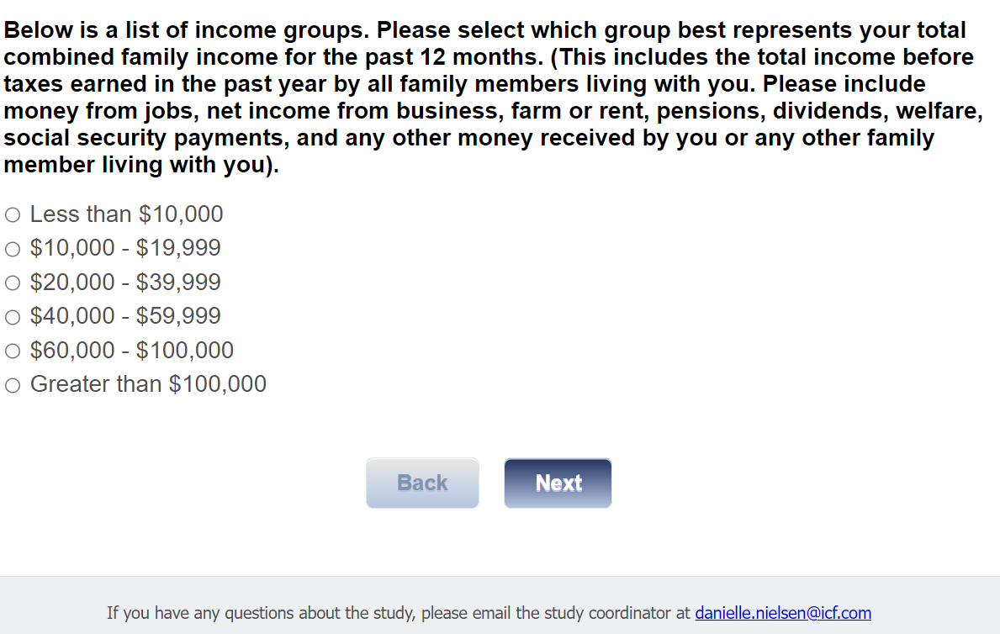 Below is a list of income groups. Please select which group best represents your total
combined family income for the past 12 months. (This includes the total income before
taxes earned in the past year by all family members living with you. Please include
money from jobs, net income from business, farm or rent, pensions, dividends, welfare,
social security payments, and any other money received by you or any other family
member living with you).
Less than $10,000
$10,000 - $19,999
$20,000 - $39,999
$40,000 - $59,999
$60,000 - $100,000
Greater than $100,000
Back Next
If you have any questions about the study, please email the study coordinator at danielle.nielsen@icf.com